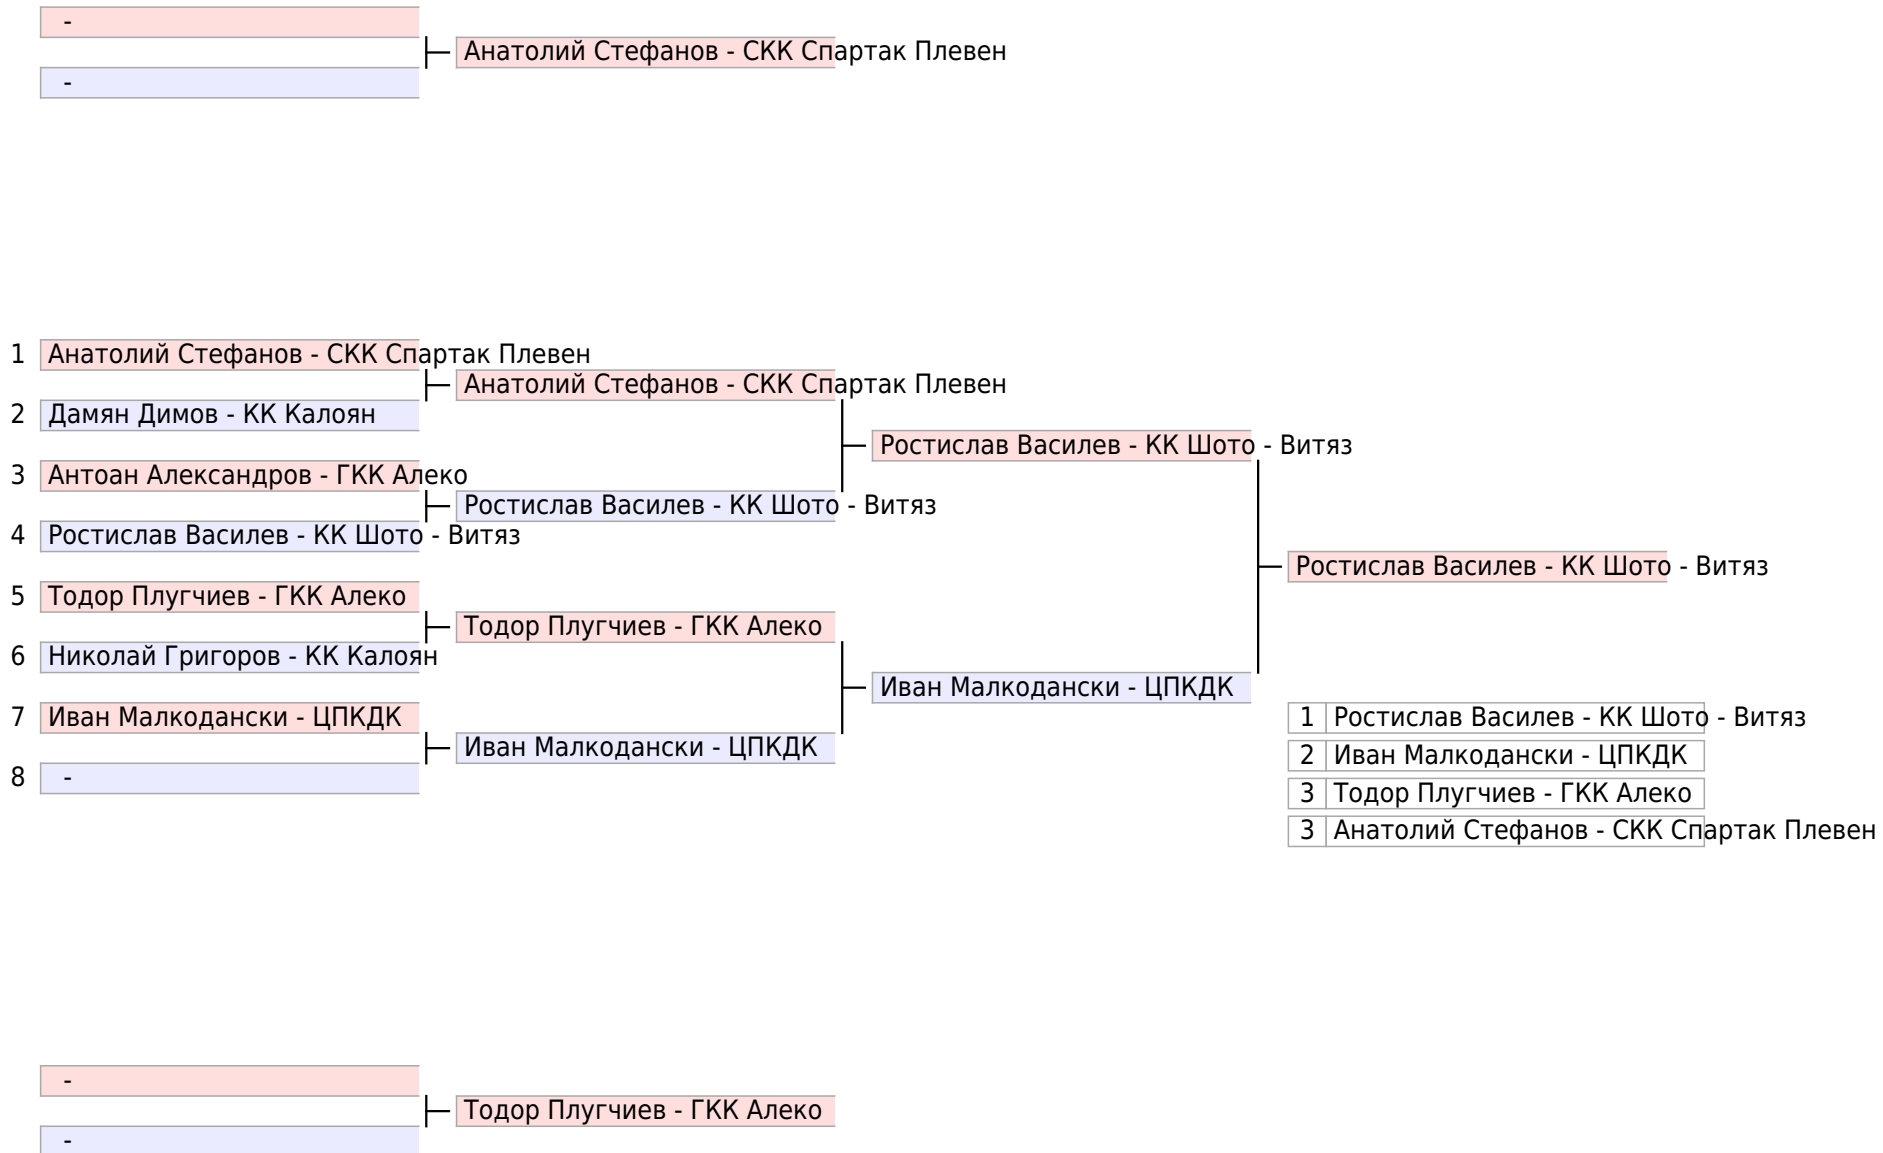 -
Анатолий Стефанов - СКК Спартак Плевен
-
1 Анатолий Стефанов - СКК Спартак Плевен
Анатолий Стефанов - СКК Спартак Плевен
2 Дамян Димов - КК Калоян
Ростислав Василев - КК Шото - Витяз
3 Антоан Александров - ГКК Алеко
Ростислав Василев - КК Шото - Витяз
4 Ростислав Василев - КК Шото - Витяз
Ростислав Василев - КК Шото - Витяз
5 Тодор Плугчиев - ГКК Алеко
Тодор Плугчиев - ГКК Алеко
6 Николай Григоров - КК Калоян
Иван Малкодански - ЦПКДК
7 Иван Малкодански - ЦПКДК
Иван Малкодански - ЦПКДК
8 -
1 Ростислав Василев - КК Шото - Витяз
2 Иван Малкодански - ЦПКДК
3 Тодор Плугчиев - ГКК Алеко
3 Анатолий Стефанов - СКК Спартак Плевен
-
Тодор Плугчиев - ГКК Алеко
-